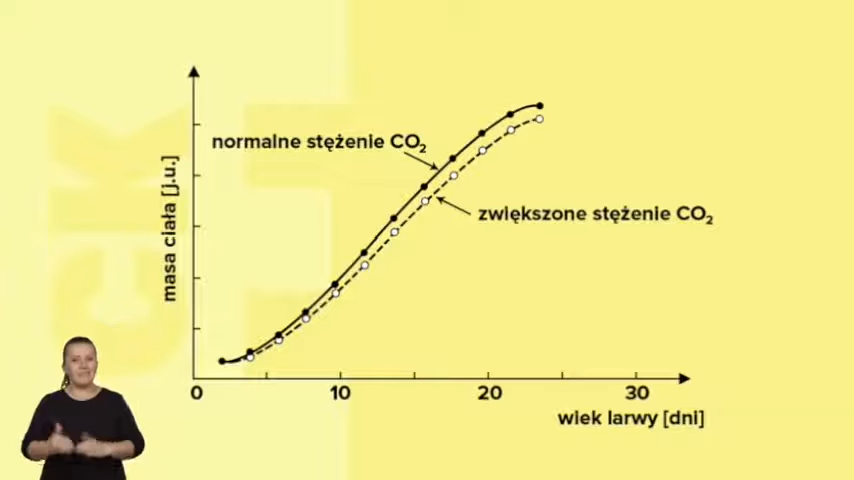 normalne stężenie CO₂
zwiększone stężenie CO₂
masa ciała [j.u.]
0 10 20 30
wiek larwy [dni]